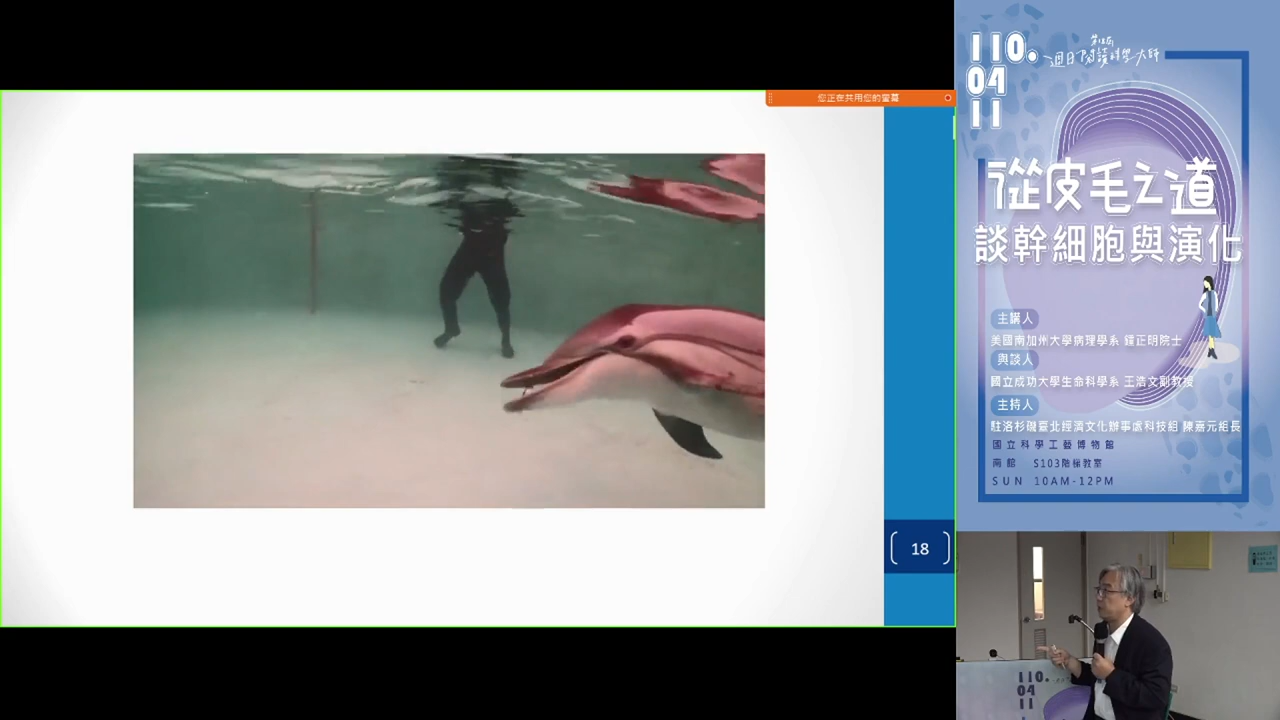 您正在共用您的螢幕
18
110.
04
11
週日閱讀科學大師
從皮毛之道
談幹細胞與演化
主講人
美國南加州大學病理學系 鍾正明院士
與談人
國立成功大學生命科學系 王浩文副教授
主持人
駐洛杉磯臺北經濟文化辦事處科技組 陳嘉元組長
國立科學工藝博物館
南館 S103階梯教室
SUN 10AM-12PM
110.
04
11